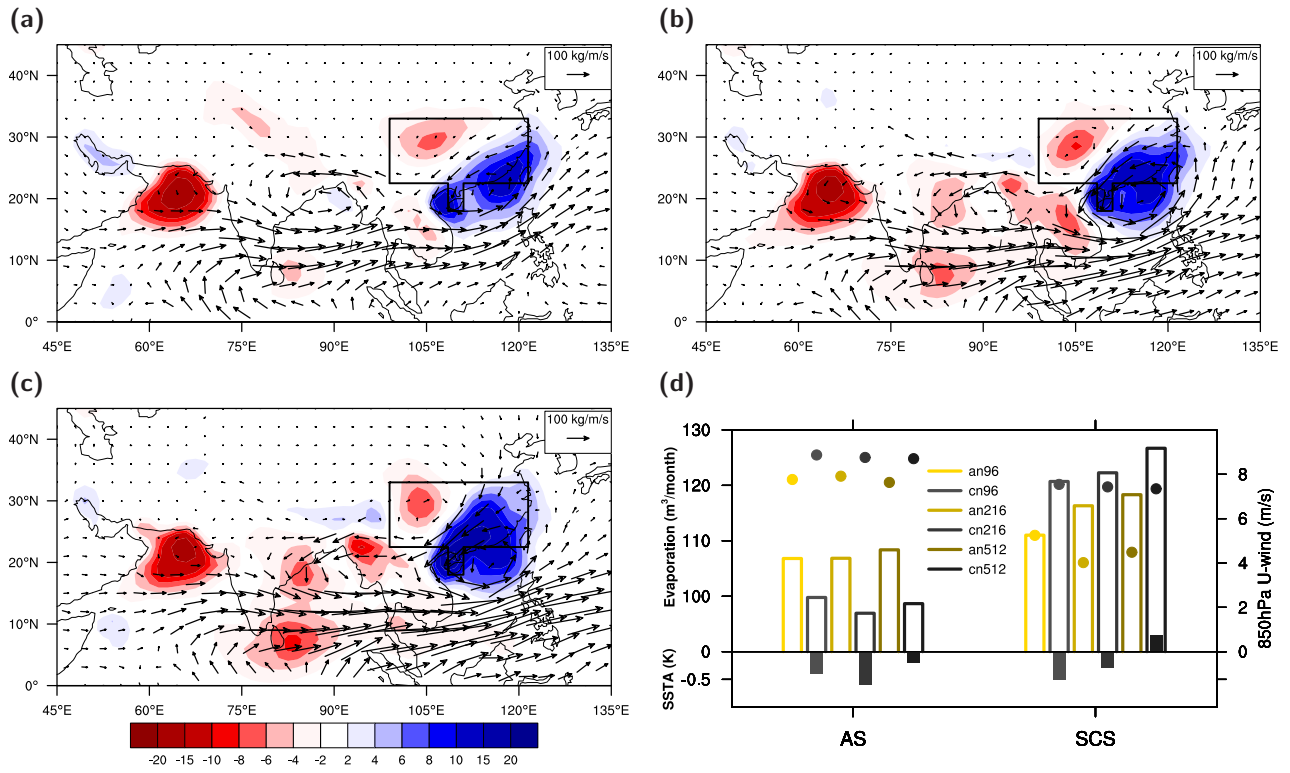 (a)
(b)
100 kg/m/s
100 kg/m/s
40°N
30°N
20°N
10°N
0°
45°E 60°E 75°E 90°E 105°E 120°E 135°E
40°N
30°N
20°N
10°N
0°
45°E 60°E 75°E 90°E 105°E 120°E 135°E
(c)
(d)
100 kg/m/s
40°N
30°N
20°N
10°N
0°
45°E 60°E 75°E 90°E 105°E 120°E 135°E
-20 -15 -10 -8 -6 -4 -2 2 4 6 8 10 15 20
130
120
110
100
0
-0.5
Evaporation (m³/month)
SSTA (K)
an96
cn96
an216
cn216
an512
cn512
8
6
4
2
0
850hPa U-wind (m/s)
AS SCS